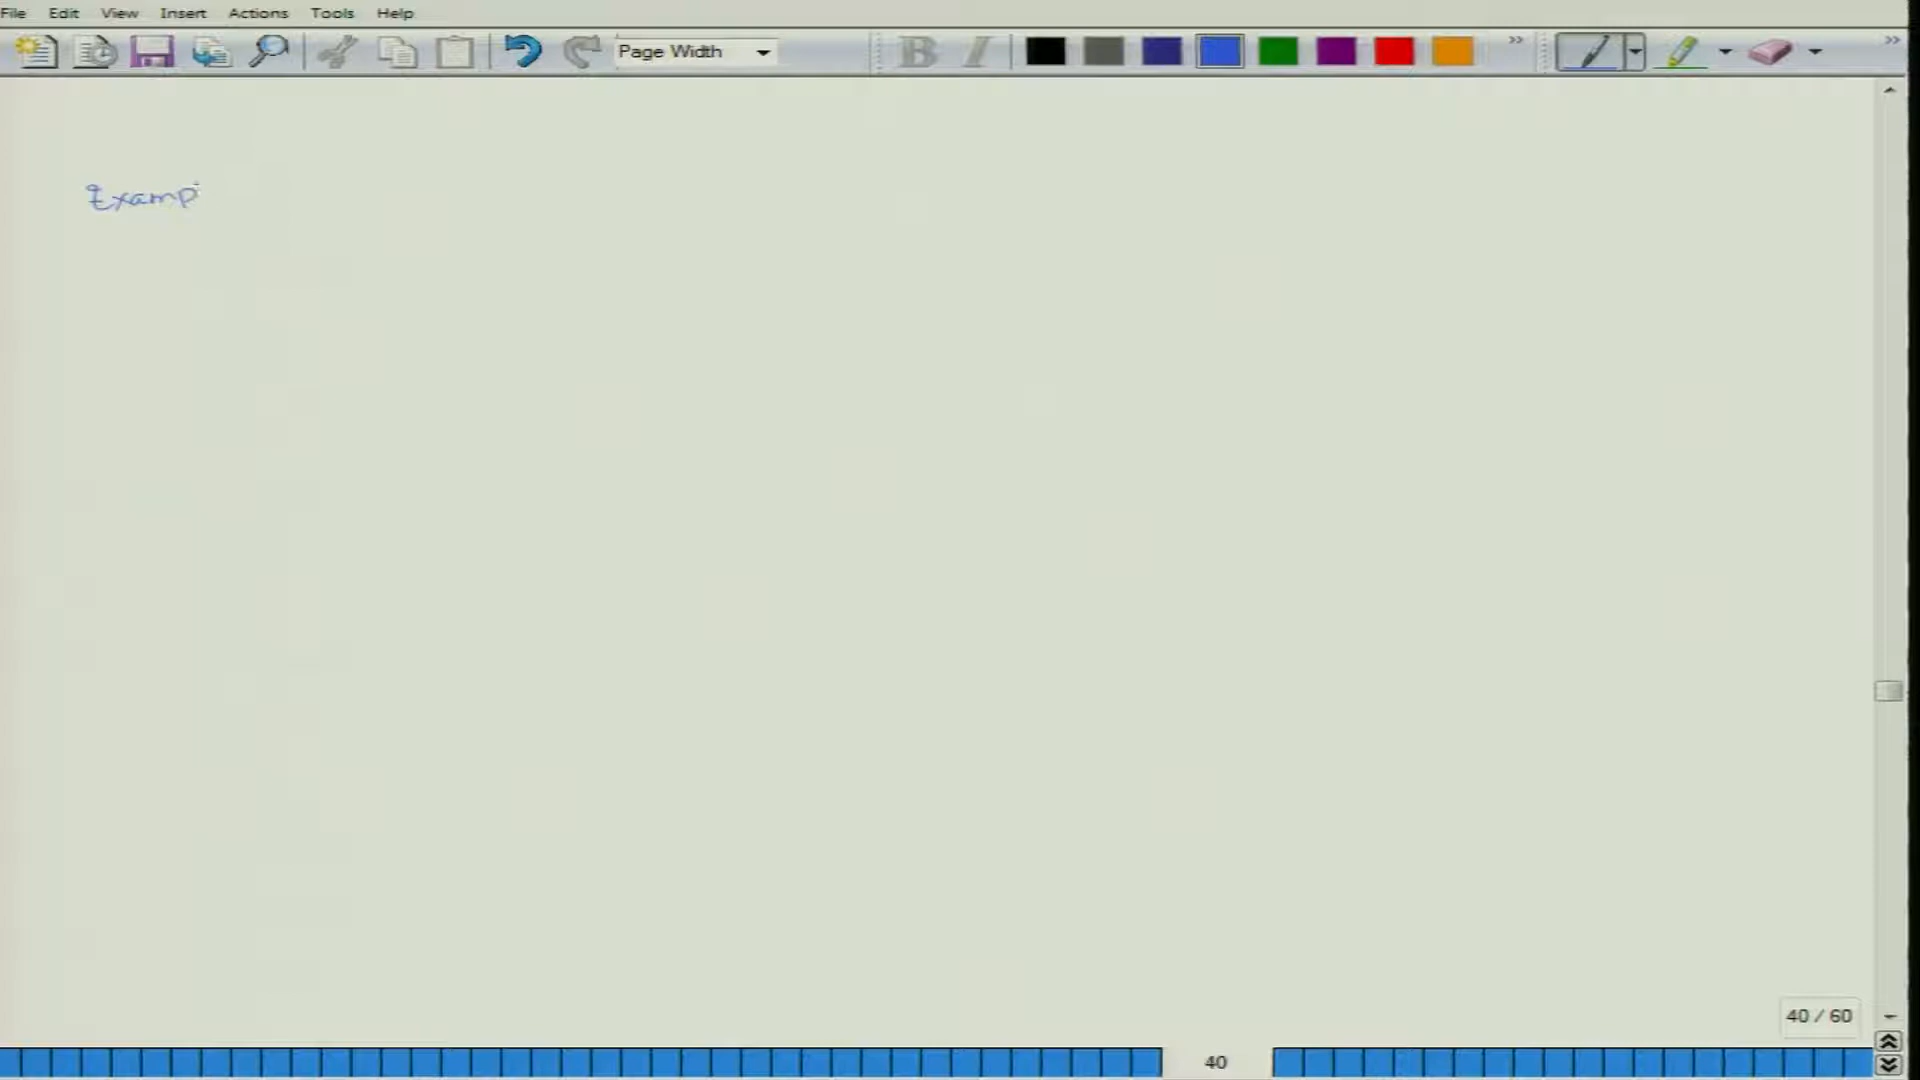 File Edit View Insert Actions Tools Help
Page Width B I
Examp
40 / 60
40